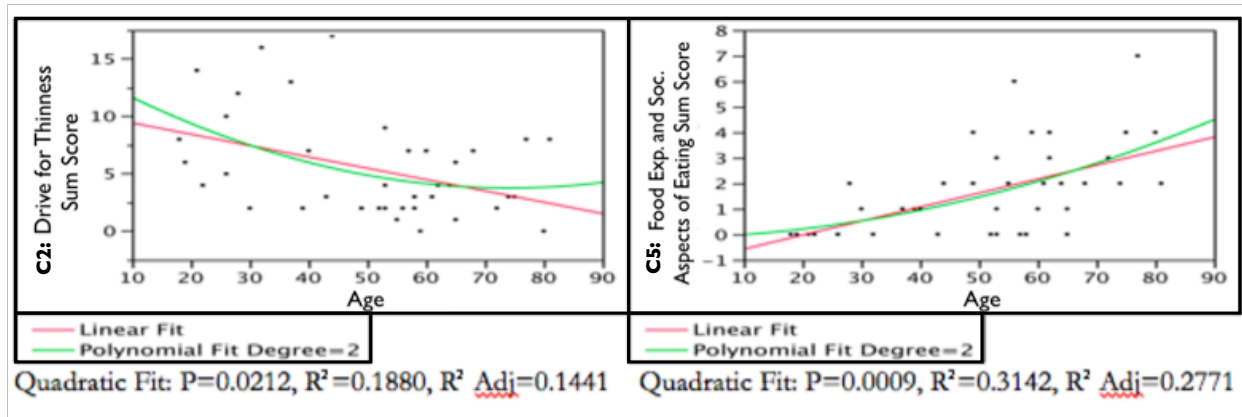 C2: Drive for Thinness
Sum Score
15
10
5
0
10 20 30 40 50 60 70 80 90
Age
Linear Fit
Polynomial Fit Degree=2
Quadratic Fit: P=0.0212, R²=0.1880, R² Adj=0.1441
C5: Food Exp. and Soc.
Aspects of Eating Sum Score
8
7
6
5
4
3
2
1
0
-1
10 20 30 40 50 60 70 80 90
Age
Linear Fit
Polynomial Fit Degree=2
Quadratic Fit: P=0.0009, R²=0.3142, R² Adj=0.2771